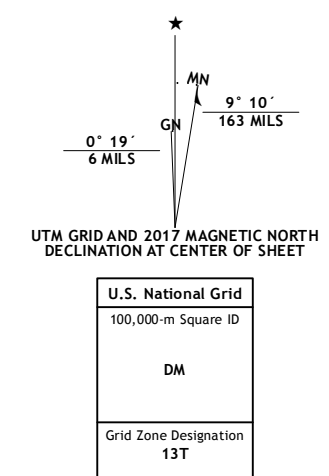 MN
GN
9° 10´
163 MILS
0° 19´
6 MILS
UTM GRID AND 2017 MAGNETIC NORTH
DECLINATION AT CENTER OF SHEET
U.S. National Grid
100,000-m Square ID
DM
Grid Zone Designation
13T